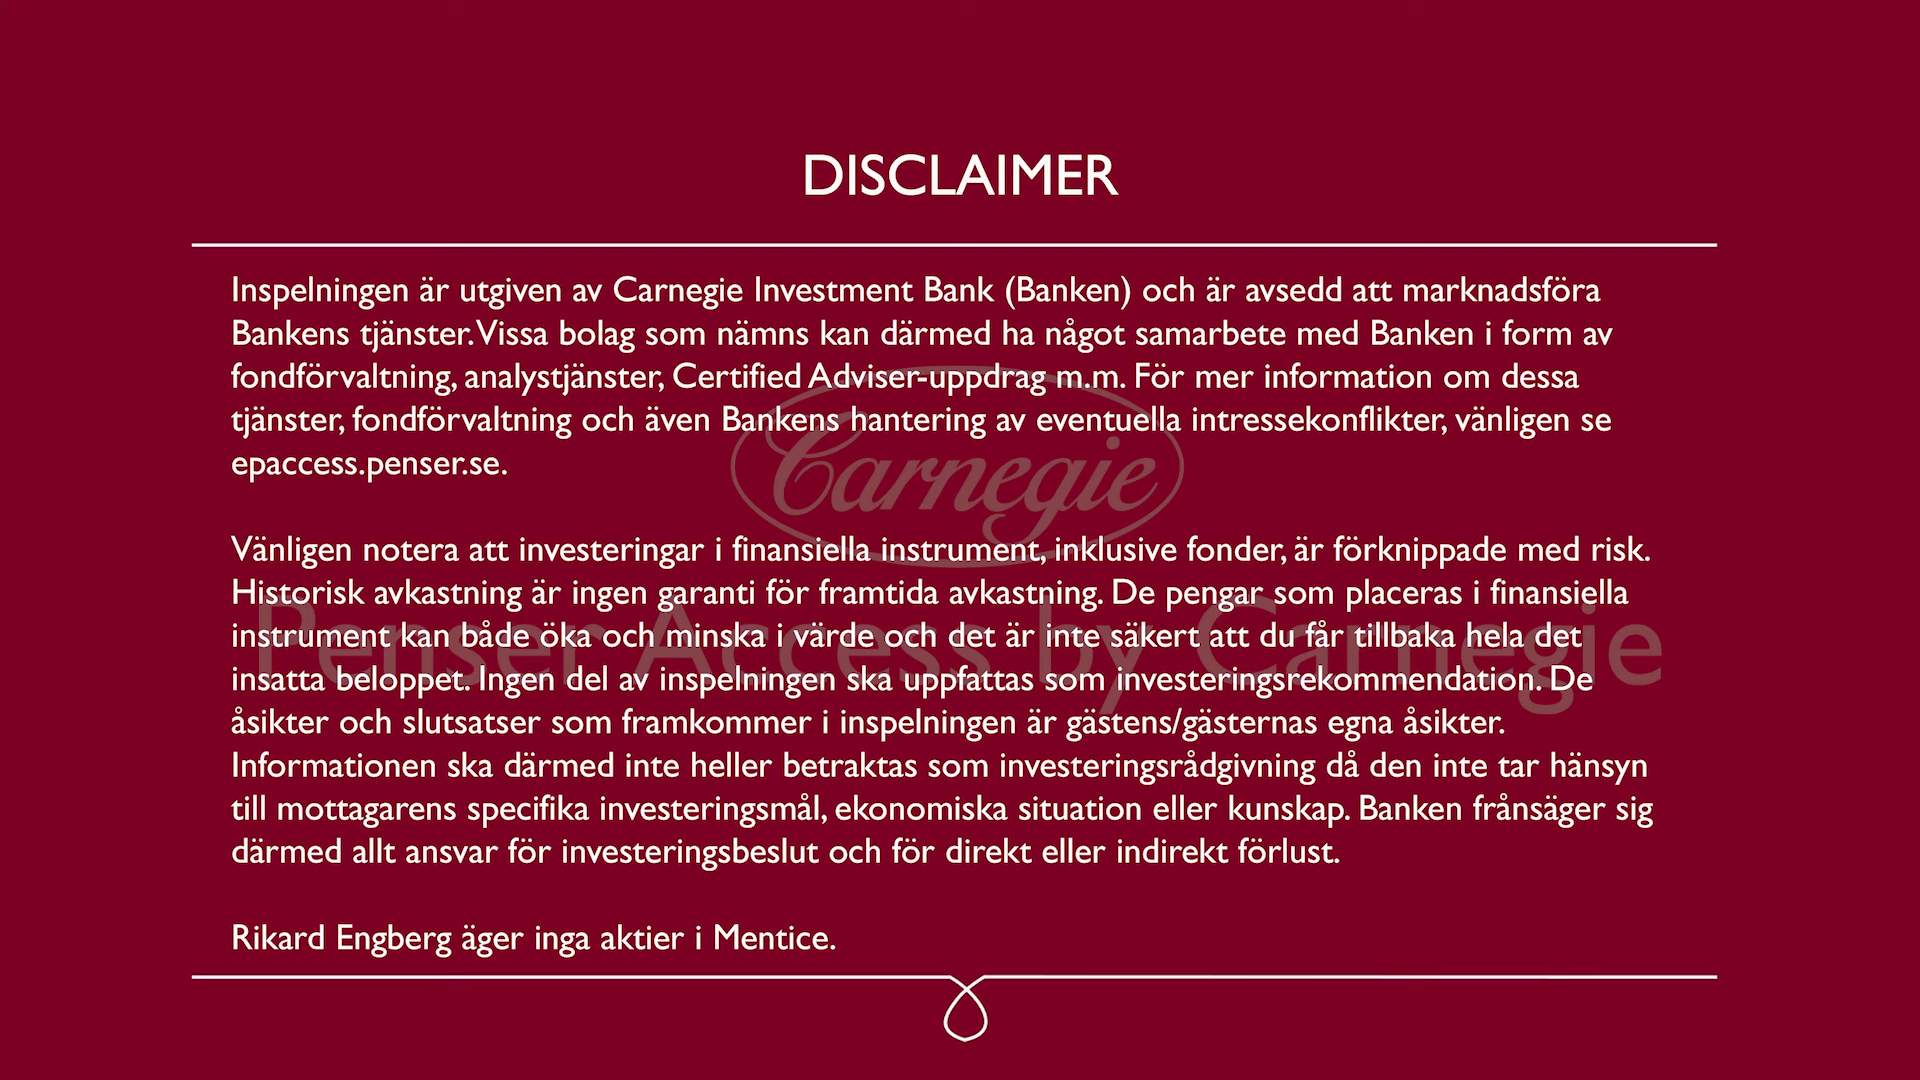 DISCLAIMER
Inspelningen är utgiven av Carnegie Investment Bank (Banken) och är avsedd att marknadsföra
Bankens tjänster. Vissa bolag som nämns kan därmed ha något samarbete med Banken i form av
fondförvaltning, analystjänster, Certified Adviser-uppdrag m.m. För mer information om dessa
tjänster, fondförvaltning och även Bankens hantering av eventuella intressekonflikter, vänligen se
epaccess.penser.se.
Carnegie
Vänligen notera att investeringar i finansiella instrument, inklusive fonder, är förknippade med risk.
Historisk avkastning är ingen garanti för framtida avkastning. De pengar som placeras i finansiella
instrument kan både öka och minska i värde och det är inte säkert att du får tillbaka hela det
Penser Access by Carnegie
insatta beloppet. Ingen del av inspelningen ska uppfattas som investeringsrekommendation. De
åsikter och slutsatser som framkommer i inspelningen är gästens/gästernas egna åsikter.
Informationen ska därmed inte heller betraktas som investeringsrådgivning då den inte tar hänsyn
till mottagarens specifika investeringsmål, ekonomiska situation eller kunskap. Banken frånsäger sig
därmed allt ansvar för investeringsbeslut och för direkt eller indirekt förlust.
Rikard Engberg äger inga aktier i Mentice.